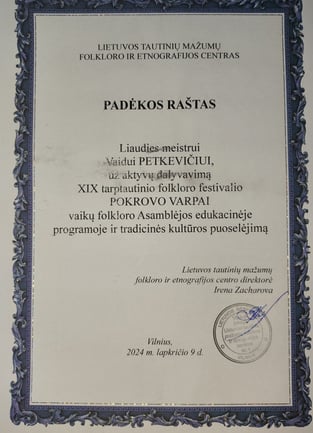 LIETUVOS TAUTINIŲ MAŽUMŲ
FOLKLORO IR ETNOGRAFIJOS CENTRAS
PADĖKOS RAŠTAS
Liaudies meistrui
Vaidui PETKEVIČIUI,
už aktyvų dalyvavimą
XIX tarptautinio folkloro festivalio
POKROVO VARPAI
vaikų folkloro Asamblėjos edukacinėje
programoje ir tradicinės kultūros puoselėjimą
Lietuvos tautinių mažumų
folkloro ir etnografijos centro direktorė
Irena Zacharova
Vilnius,
2024 m. lapkričio 9 d.